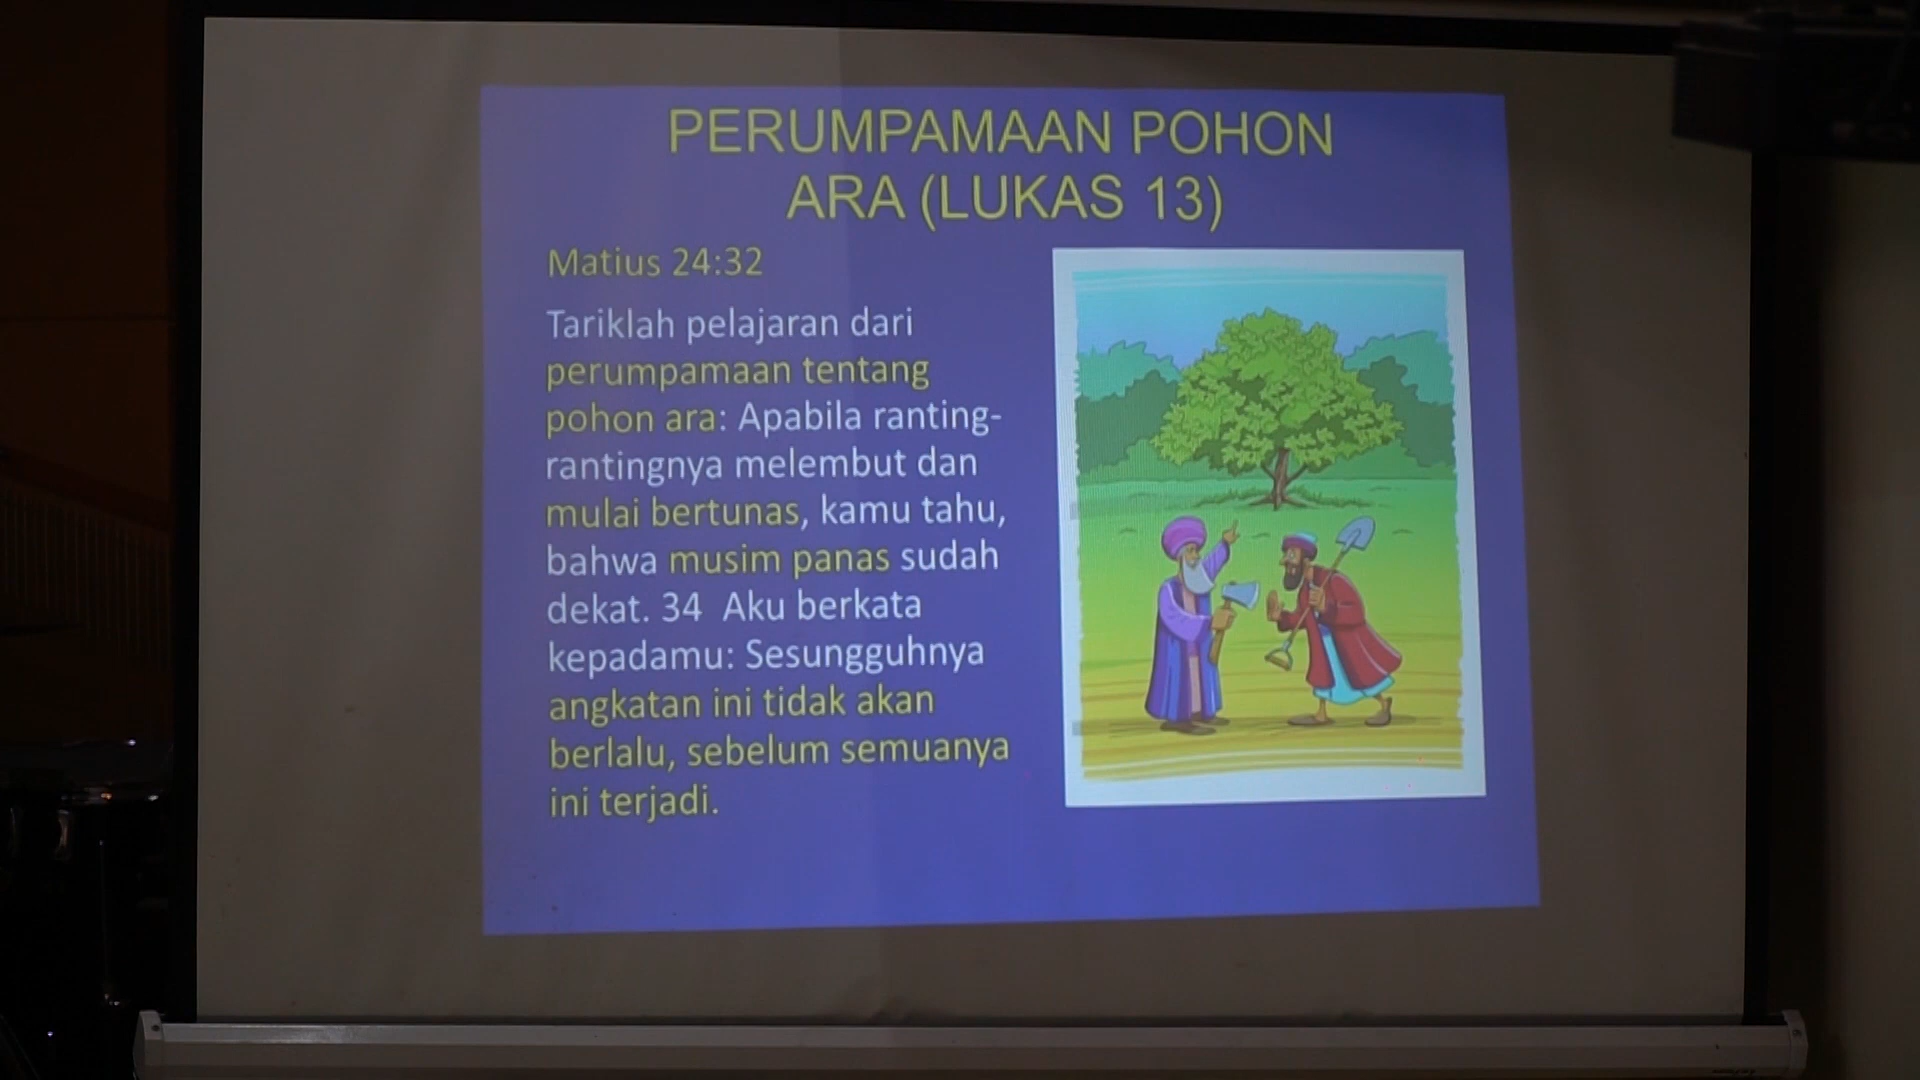 PERUMPAMAAN POHON
ARA (LUKAS 13)
Matius 24:32
Tariklah pelajaran dari
perumpamaan tentang
pohon ara: Apabila ranting-
rantingnya melembut dan
mulai bertunas, kamu tahu,
bahwa musim panas sudah
dekat. 34 Aku berkata
kepadamu: Sesungguhnya
angkatan ini tidak akan
berlalu, sebelum semuanya
ini terjadi.